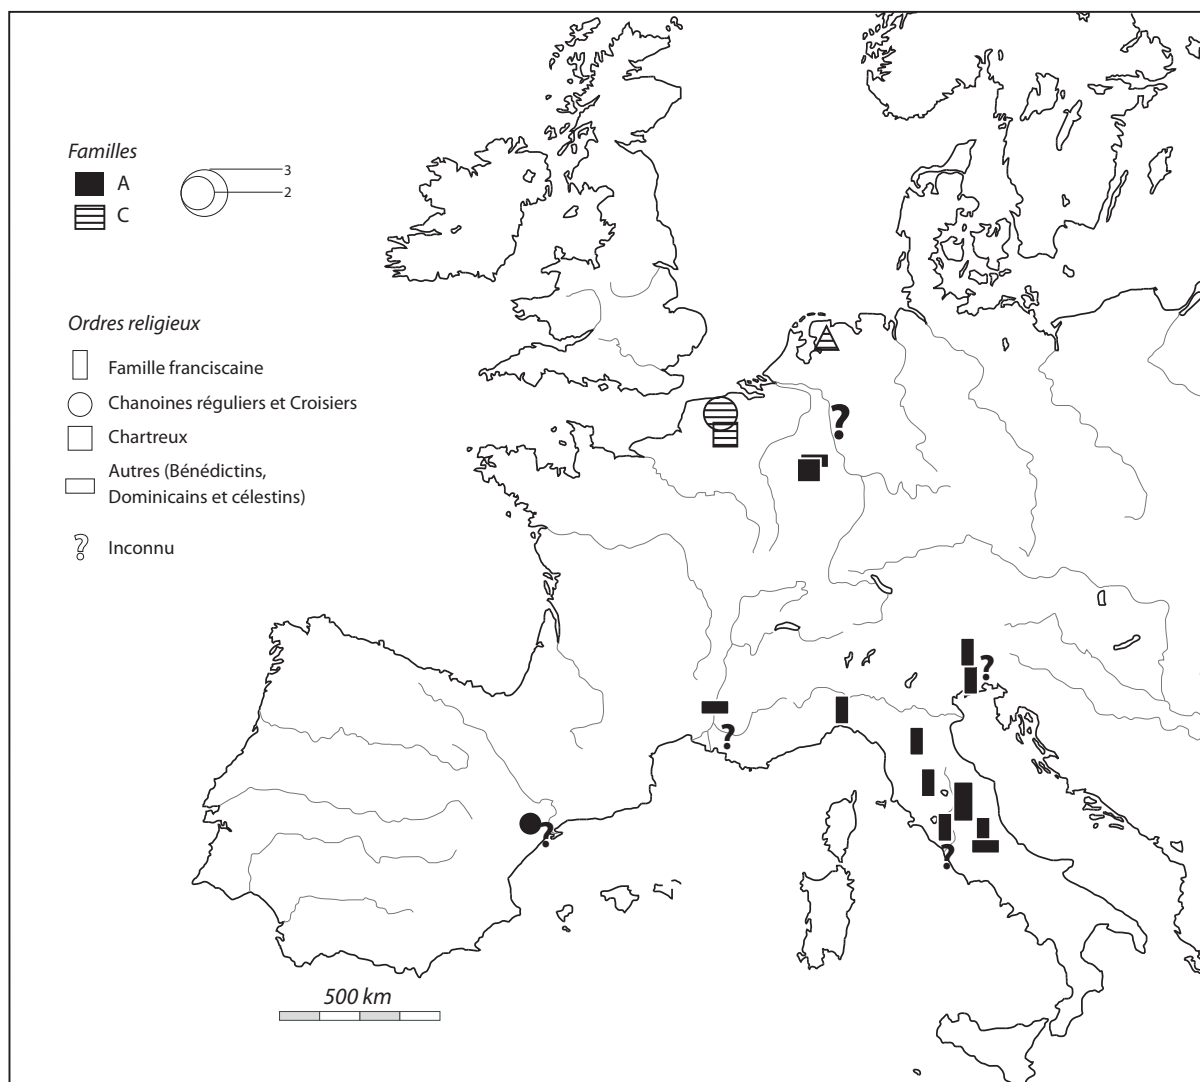 Familles
A
C
3
2
Ordres religieux
Famille franciscaine
Chanoines réguliers et Croisiers
Chartreux
Autres (Bénédictins,
Dominicains et célestins)
? Inconnu
?
?
?
?
?
500 km